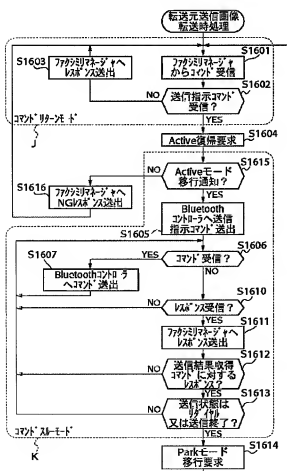 転送元送信画像
転送時処理
S1603
S1601
ファクシミリマネージャへ
レスポンス送出
ファクシミリマネージャ
からコマンド受信
S1602
NO
送信指示コマンド
受信?
コマンドリターンモード
J
YES
S1604
Active復帰要求
S1615
S1616
NO
Activeモード
移行通知?
ファクシミリマネージャへ
NGレスポンス送出
YES
Bluetooth
コントローラへ送信
指示コマンド送出
S1605
S1606
S1607
YES
コマンド受信?
Bluetoothコントローラ
へコマンド送出
NO
S1610
NO
レスポンス受信?
YES
S1611
ファクシミリマネージャへ
レスポンス送出
S1612
NO
送信結果取得
コマンドに対する
レスポンス?
YES
S1613
NO
送信状態は
リダイヤル
又は送信終了?
コマンドスルーモード
K
YES
S1614
Parkモード
移行要求